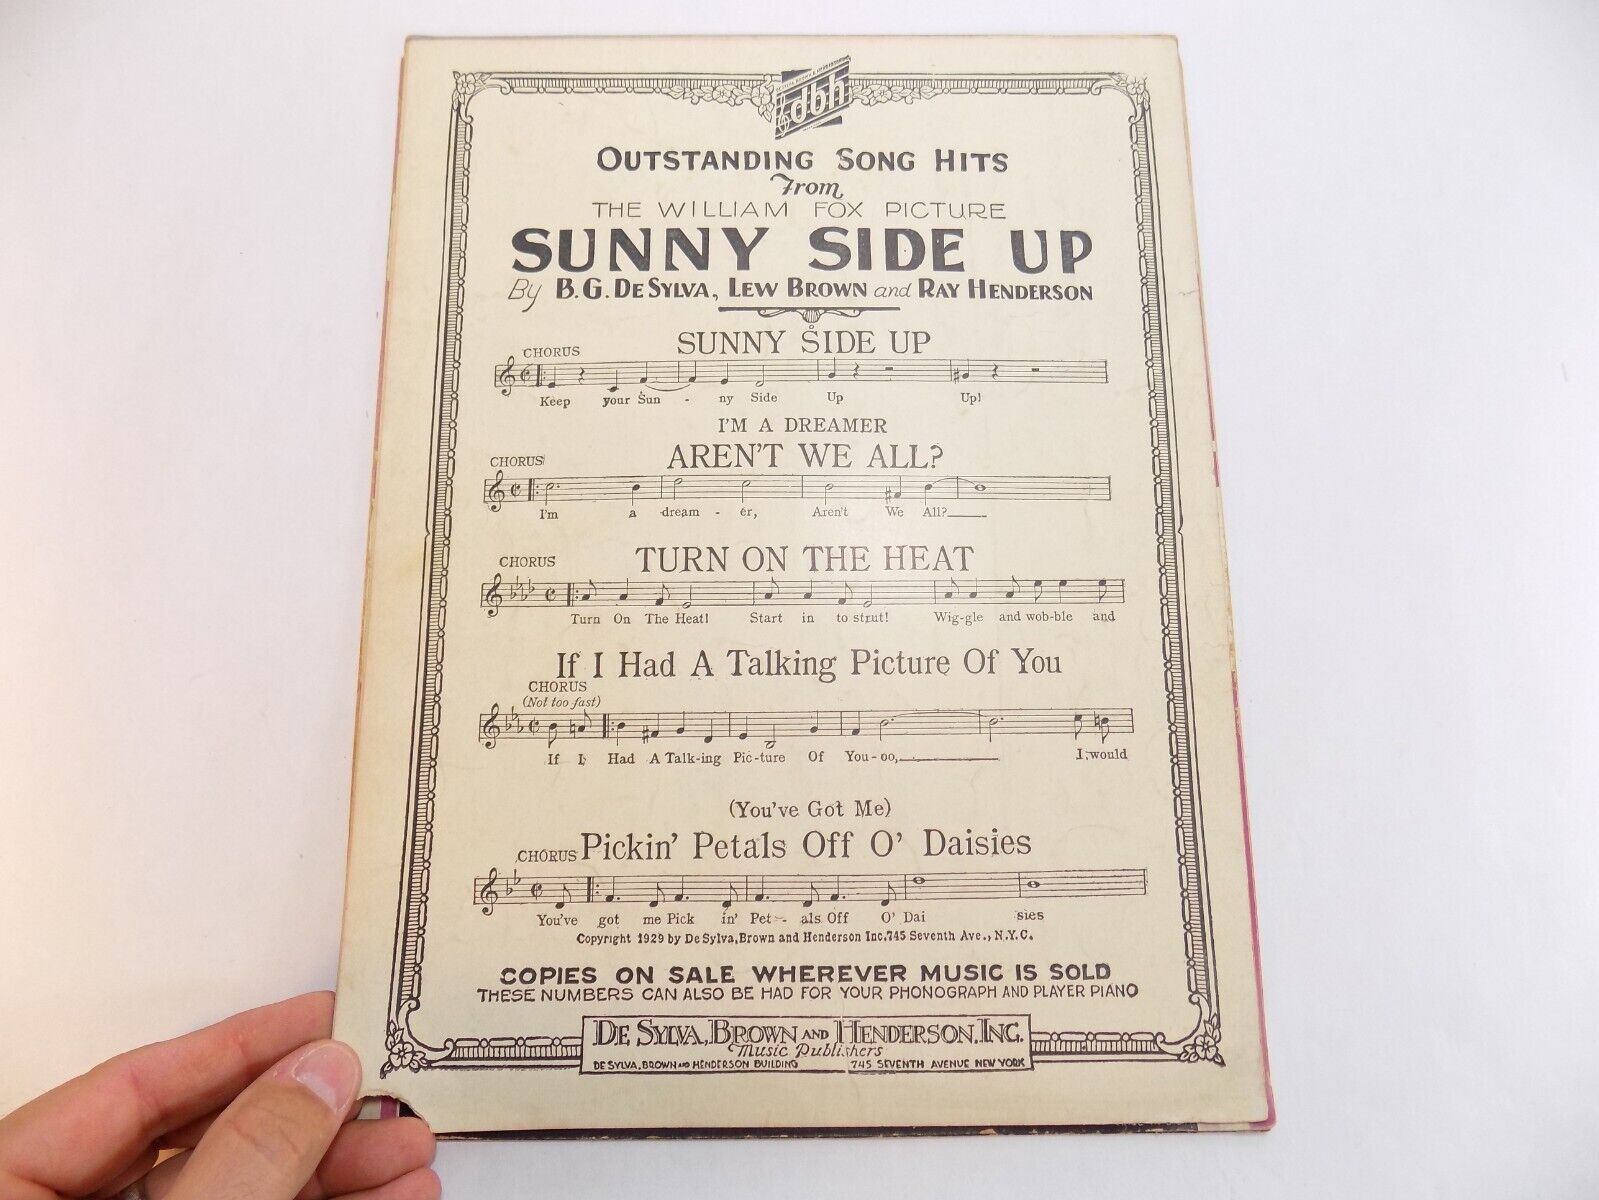 dbh
OUTSTANDING SONG HITS
From
THE WILLIAM FOX PICTURE
SUNNY SIDE UP
By B.G. DE SYLVA, LEW BROWN and RAY HENDERSON
SUNNY SIDE UP
CHORUS
Keep your Sun - ny Side Up Up!
I'M A DREAMER
AREN'T WE ALL?
CHORUS
I'm a dream - er, Aren't We All?
TURN ON THE HEAT
CHORUS
Turn On The Heat! Start in to strut! Wig-gle and wob-ble and
If I Had A Talking Picture Of You
CHORUS
(Not too fast)
If I Had A Talk-ing Pic-ture Of You-oo, I would
(You've Got Me)
Pickin' Petals Off O' Daisies
CHORUS
You've got me Pick in' Pet - als Off O' Dai sies
Copyright 1929 by De Sylva, Brown and Henderson Inc. 745 Seventh Ave., N.Y.C.
COPIES ON SALE WHEREVER MUSIC IS SOLD
THESE NUMBERS CAN ALSO BE HAD FOR YOUR PHONOGRAPH AND PLAYER PIANO
DE SYLVA, BROWN AND HENDERSON, INC.
Music Publishers
DE SYLVA, BROWN AND HENDERSON BUILDING 745 SEVENTH AVENUE NEW YORK